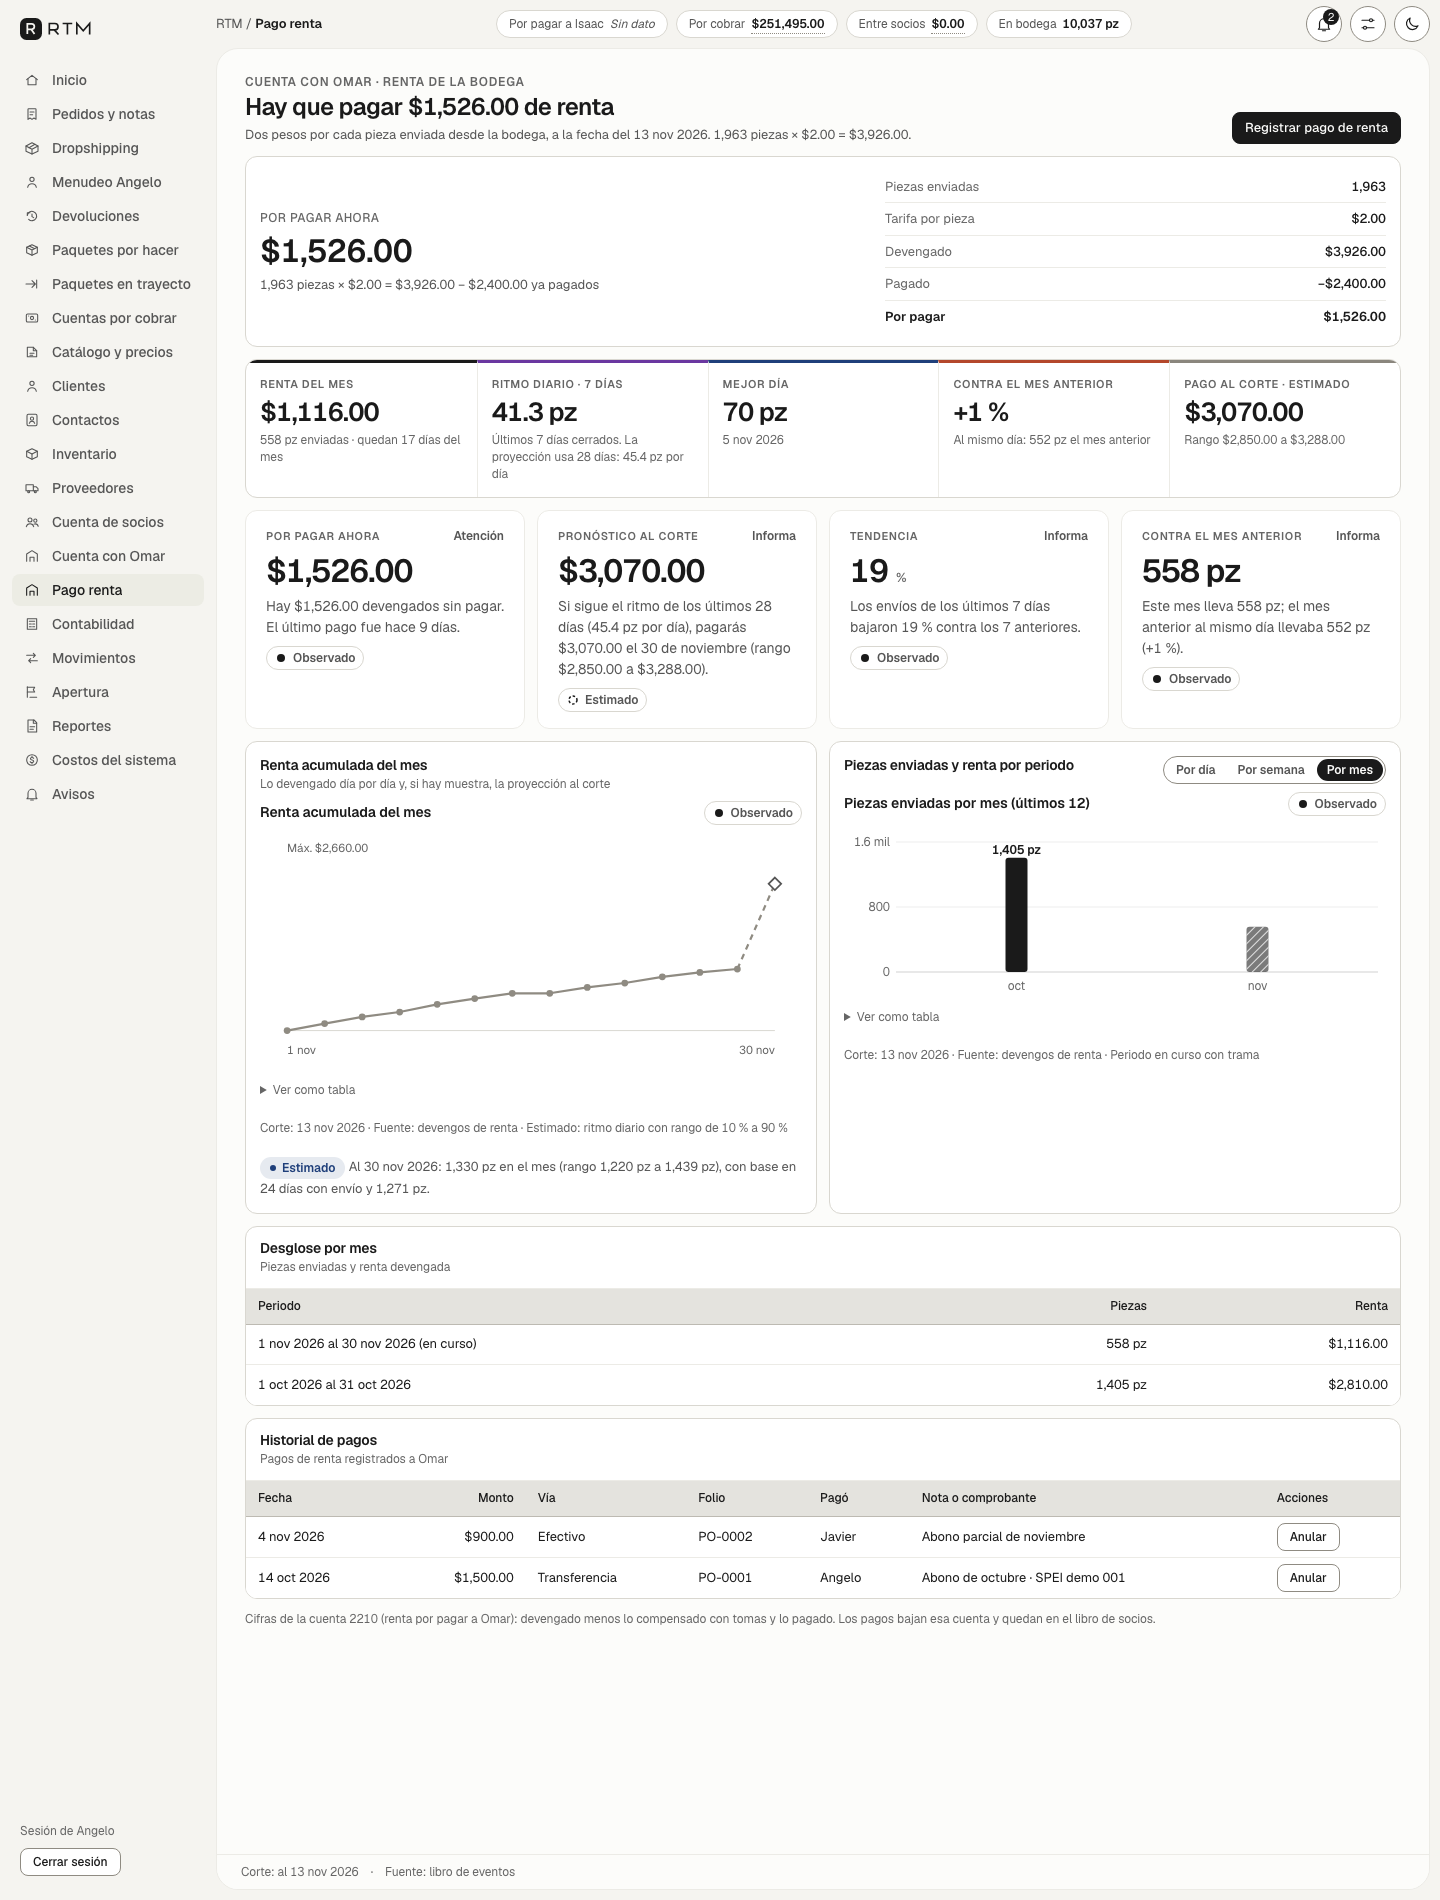 R RTM
RTM / Pago renta
Por pagar a Isaac Sin dato
Por cobrar $251,495.00
Entre socios $0.00
En bodega 10,037 pz
2
Inicio
Pedidos y notas
Dropshipping
Menudeo Angelo
Devoluciones
Paquetes por hacer
Paquetes en trayecto
Cuentas por cobrar
Catálogo y precios
Clientes
Contactos
Inventario
Proveedores
Cuenta de socios
Cuenta con Omar
Pago renta
Contabilidad
Movimientos
Apertura
Reportes
Costos del sistema
Avisos
Sesión de Angelo
Cerrar sesión
CUENTA CON OMAR · RENTA DE LA BODEGA
Hay que pagar $1,526.00 de renta
Dos pesos por cada pieza enviada desde la bodega, a la fecha del 13 nov 2026. 1,963 piezas × $2.00 = $3,926.00.
Registrar pago de renta
POR PAGAR AHORA
$1,526.00
1,963 piezas × $2.00 = $3,926.00 − $2,400.00 ya pagados
Piezas enviadas 1,963
Tarifa por pieza $2.00
Devengado $3,926.00
Pagado −$2,400.00
Por pagar $1,526.00
RENTA DEL MES
$1,116.00
558 pz enviadas · quedan 17 dias del
mes
RITMO DIARIO · 7 DÍAS
41.3 pz
Últimos 7 días cerrados. La
proyección usa 28 días: 45.4 pz por
día
MEJOR DÍA
70 pz
5 nov 2026
CONTRA EL MES ANTERIOR
+1 %
Al mismo día: 552 pz el mes anterior
PAGO AL CORTE · ESTIMADO
$3,070.00
Rango $2,850.00 a $3,288.00
POR PAGAR AHORA Atención
$1,526.00
Hay $1,526.00 devengados sin pagar.
El último pago fue hace 9 días.
Observado
PRONÓSTICO AL CORTE Informa
$3,070.00
Si sigue el ritmo de los últimos 28
días (45.4 pz por día), pagarás
$3,070.00 el 30 de noviembre (rango
$2,850.00 a $3,288.00).
Estimado
TENDENCIA Informa
19 %
Los envíos de los últimos 7 días
bajaron 19 % contra los 7 anteriores.
Observado
CONTRA EL MES ANTERIOR Informa
558 pz
Este mes lleva 558 pz; el mes
anterior al mismo día llevaba 552 pz
(+1 %).
Observado
Renta acumulada del mes
Lo devengado día por día y, si hay muestra, la proyección al corte
Renta acumulada del mes Observado
Máx. $2,660.00
1 nov 30 nov
Ver como tabla
Corte: 13 nov 2026 · Fuente: devengos de renta · Estimado: ritmo diario con rango de 10 % a 90 %
Estimado Al 30 nov 2026: 1,330 pz en el mes (rango 1,220 pz a 1,439 pz), con base en
24 días con envío y 1,271 pz.
Piezas enviadas y renta por periodo
Por día Por semana Por mes
Piezas enviadas por mes (últimos 12) Observado
1.6 mil
1,405 pz
800
0
oct nov
Ver como tabla
Corte: 13 nov 2026 · Fuente: devengos de renta · Periodo en curso con trama
Desglose por mes
Piezas enviadas y renta devengada
Periodo Piezas Renta
1 nov 2026 al 30 nov 2026 (en curso) 558 pz $1,116.00
1 oct 2026 al 31 oct 2026 1,405 pz $2,810.00
Historial de pagos
Pagos de renta registrados a Omar
Fecha Monto Vía Folio Pagó Nota o comprobante Acciones
4 nov 2026 $900.00 Efectivo PO-0002 Javier Abono parcial de noviembre Anular
14 oct 2026 $1,500.00 Transferencia PO-0001 Angelo Abono de octubre · SPEI demo 001 Anular
Cifras de la cuenta 2210 (renta por pagar a Omar): devengado menos lo compensado con tomas y lo pagado. Los pagos bajan esa cuenta y quedan en el libro de socios.
Corte: al 13 nov 2026 · Fuente: libro de eventos